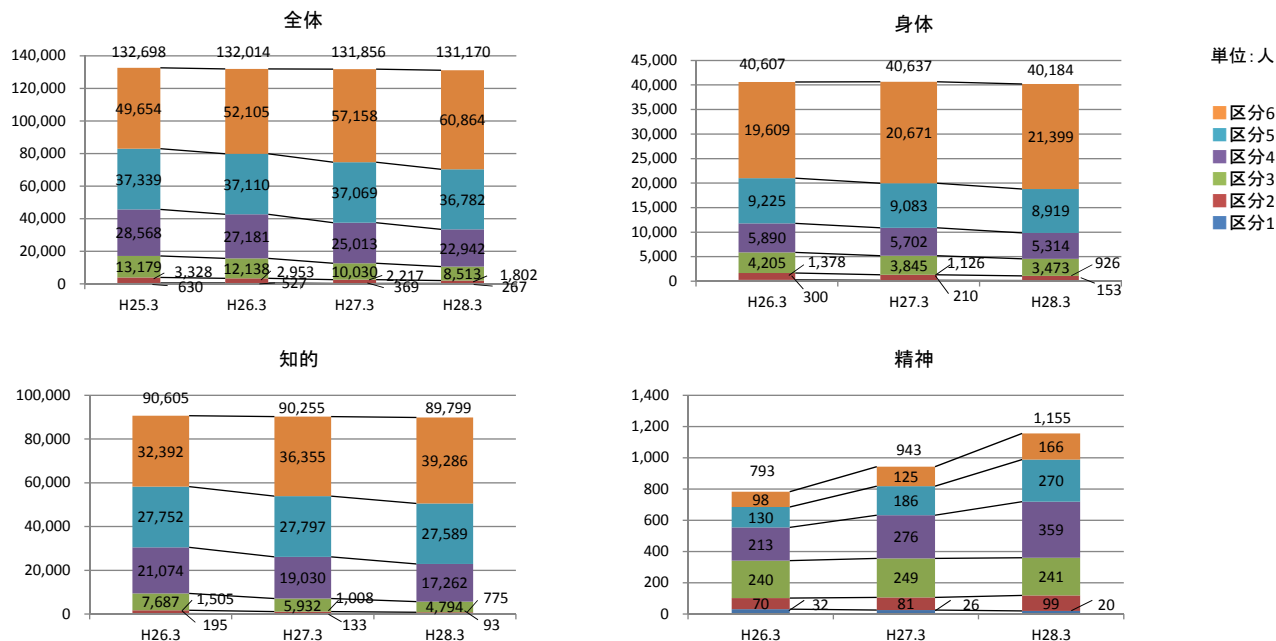 全体
132,698 132,014 131,856 131,170
140,000
120,000
100,000
80,000
60,000
40,000
20,000
0
49,654 52,105 57,158 60,864
37,339 37,110 37,069 36,782
28,568 27,181 25,013 22,942
13,179 3,328 12,138 2,953 10,030 2,217 8,513 1,802
630 527 369 267
H25.3 H26.3 H27.3 H28.3
身体
40,607 40,637 40,184
45,000
40,000
35,000
30,000
25,000
20,000
15,000
10,000
5,000
0
19,609 20,671 21,399
9,225 9,083 8,919
5,890 5,702 5,314
4,205 1,378 3,845 1,126 3,473 926
300 210 153
H26.3 H27.3 H28.3
単位：人
区分6
区分5
区分4
区分3
区分2
区分1
知的
90,605 90,255 89,799
100,000
80,000
60,000
40,000
20,000
0
32,392 36,355 39,286
27,752 27,797 27,589
21,074 19,030 17,262
7,687 1,505 5,932 1,008 4,794 775
195 133 93
H26.3 H27.3 H28.3
精神
793 943 1,155
1,400
1,200
1,000
800
600
400
200
0
98 125 166
130 186 270
213 276 359
240 249 241
70 32 81 26 99 20
H26.3 H27.3 H28.3